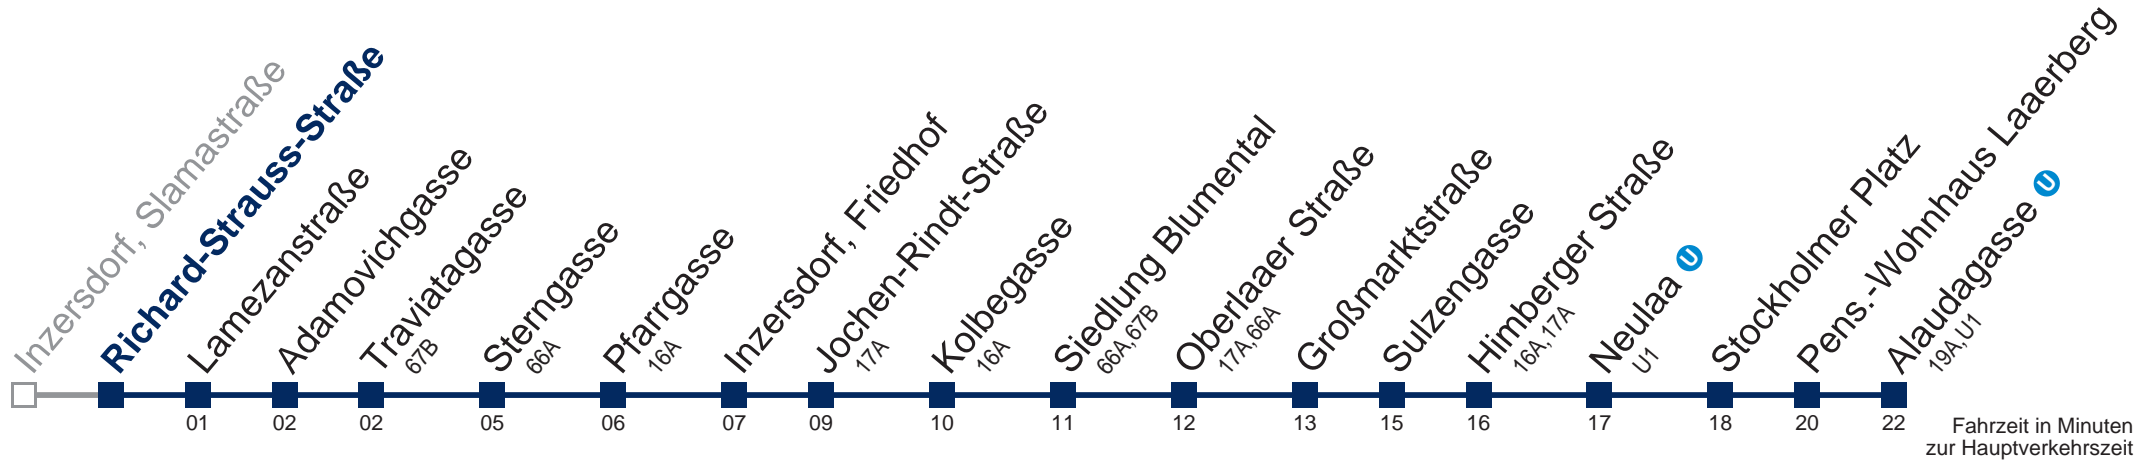 Inzersdorf, Slamastraße
Richard-Strauss-Straße
Lamezanstraße
Adamovichgasse
Traviatagasse
67B
Sterngasse
66A
Pfarrgasse
16A
Inzersdorf, Friedhof
Jochen-Rindt-Straße
17A
Kolbegasse
16A
Siedlung Blumental
66A,67B
Oberlaaer Straße
17A,66A
Großmarktstraße
Sulzengasse
Himberger Straße
16A,17A
Neulaa U
U1
Stockholmer Platz
Pens.-Wohnhaus Laaerberg
Alaudagasse U
19A,U1
01 02 02 05 06 07 09 10 11 12 13 15 16 17 18 20 22
Fahrzeit in Minuten
zur Hauptverkehrszeit